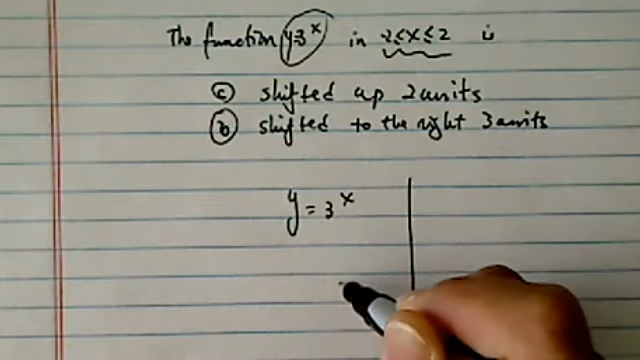 The function y=3^x in -2≤x≤2 is
(a) shifted up 2 units
(b) shifted to the right 3 units
y = 3^x